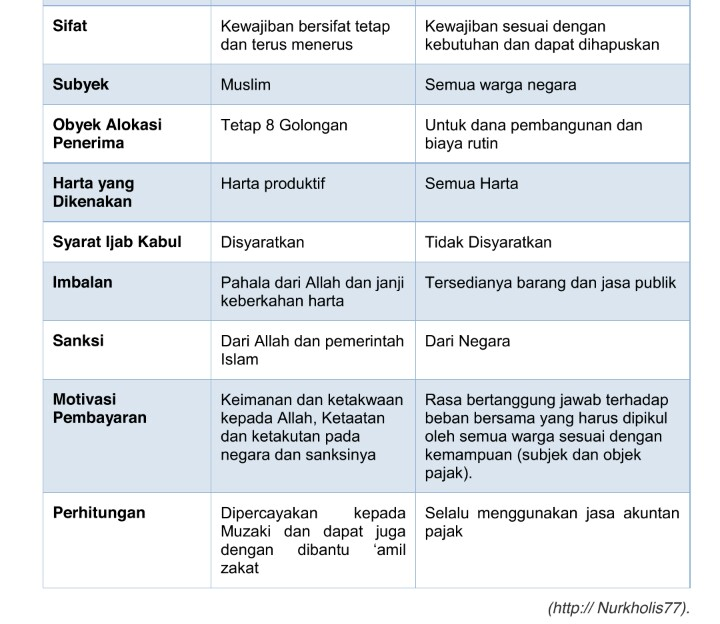 Sifat
Kewajiban bersifat tetap
dan terus menerus
Kewajiban sesuai dengan
kebutuhan dan dapat dihapuskan
Subyek
Muslim
Semua warga negara
Obyek Alokasi
Penerima
Tetap 8 Golongan
Untuk dana pembangunan dan
biaya rutin
Harta yang
Dikenakan
Harta produktif
Semua Harta
Syarat Ijab Kabul
Disyaratkan
Tidak Disyaratkan
Imbalan
Pahala dari Allah dan janji
keberkahan harta
Tersedianya barang dan jasa publik
Sanksi
Dari Allah dan pemerintah
Islam
Dari Negara
Motivasi
Pembayaran
Keimanan dan ketakwaan
kepada Allah, Ketaatan
dan ketakutan pada
negara dan sanksinya
Rasa bertanggung jawab terhadap
beban bersama yang harus dipikul
oleh semua warga sesuai dengan
kemampuan (subjek dan objek
pajak).
Perhitungan
Dipercayakan kepada
Muzaki dan dapat juga
dengan dibantu ‘amil
zakat
Selalu menggunakan jasa akuntan
pajak
(http:// Nurkholis77).